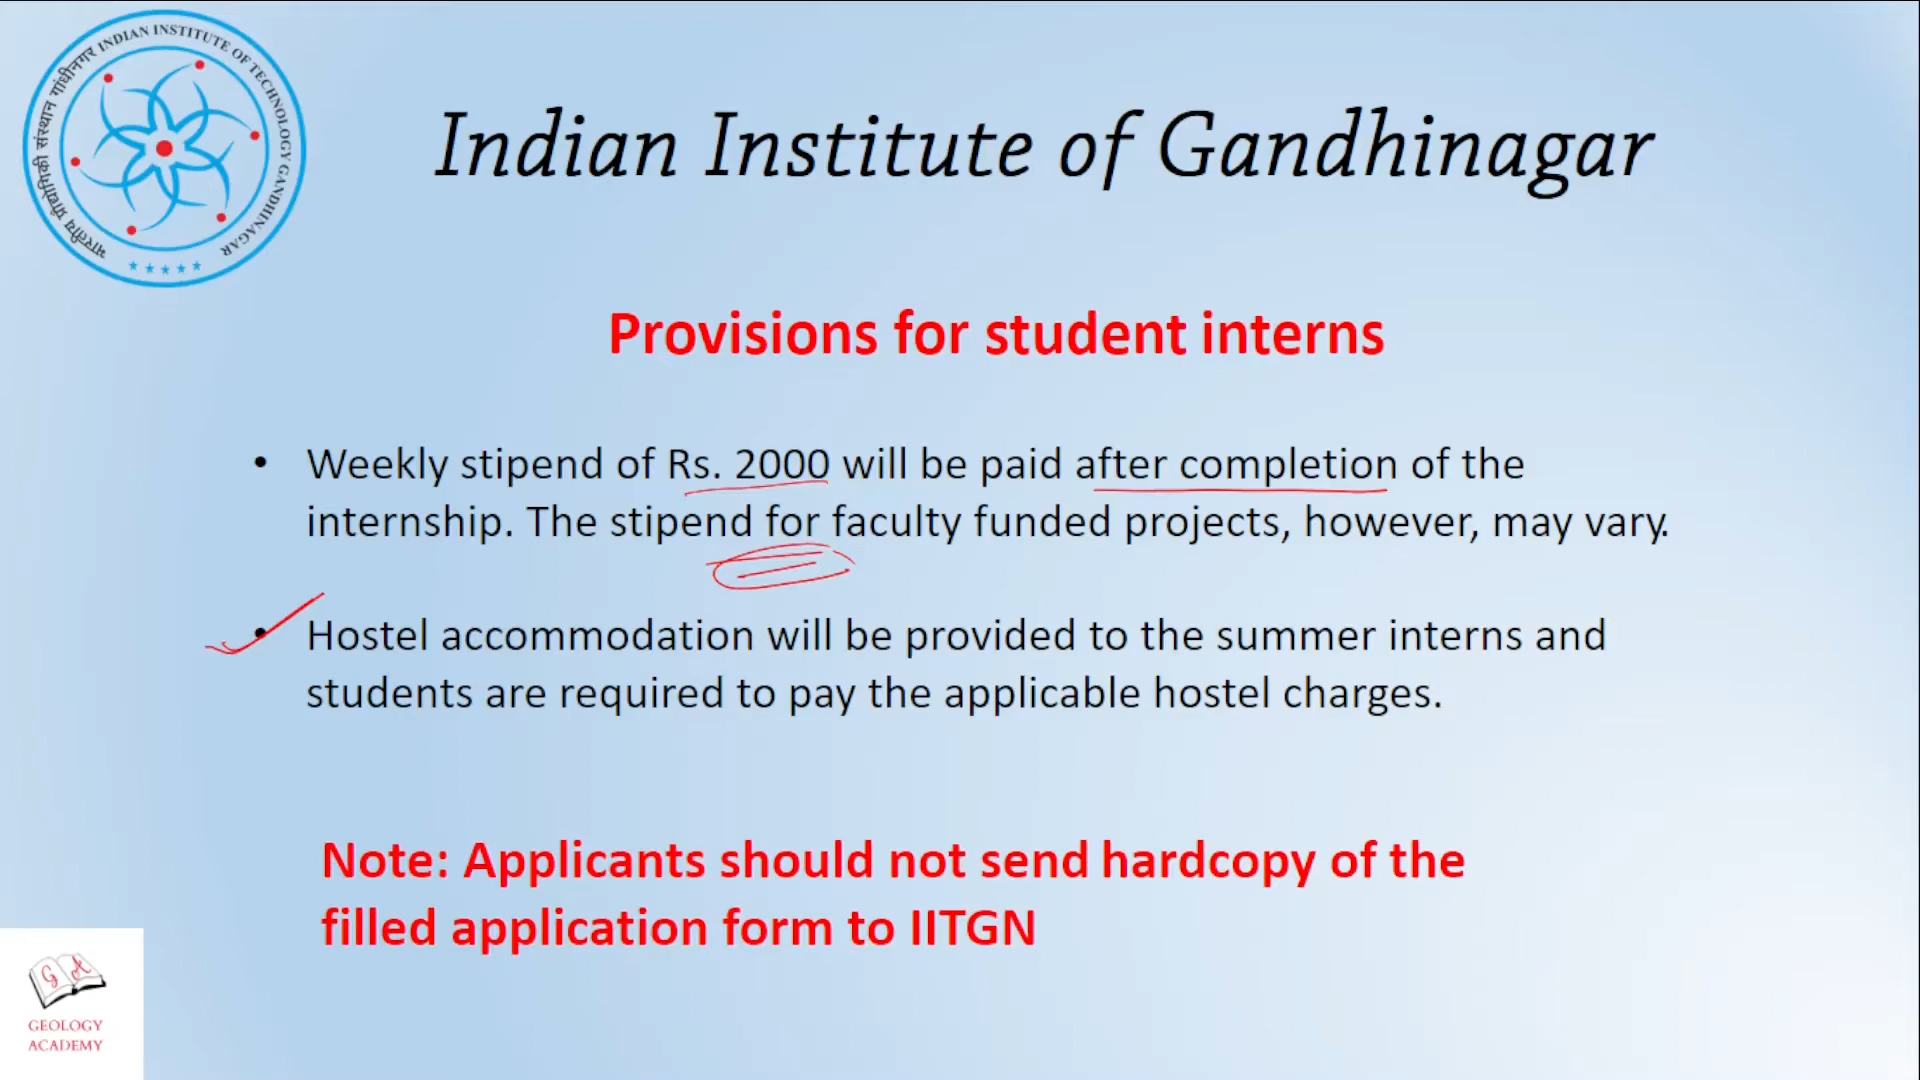 भारतीय प्रौद्योगिकी संस्थान गांधीनगर INDIAN INSTITUTE OF TECHNOLOGY GANDHINAGAR
Indian Institute of Gandhinagar
Provisions for student interns
• Weekly stipend of Rs. 2000 will be paid after completion of the
internship. The stipend for faculty funded projects, however, may vary.
• Hostel accommodation will be provided to the summer interns and
students are required to pay the applicable hostel charges.
Note: Applicants should not send hardcopy of the
filled application form to IITGN
G A
GEOLOGY
ACADEMY